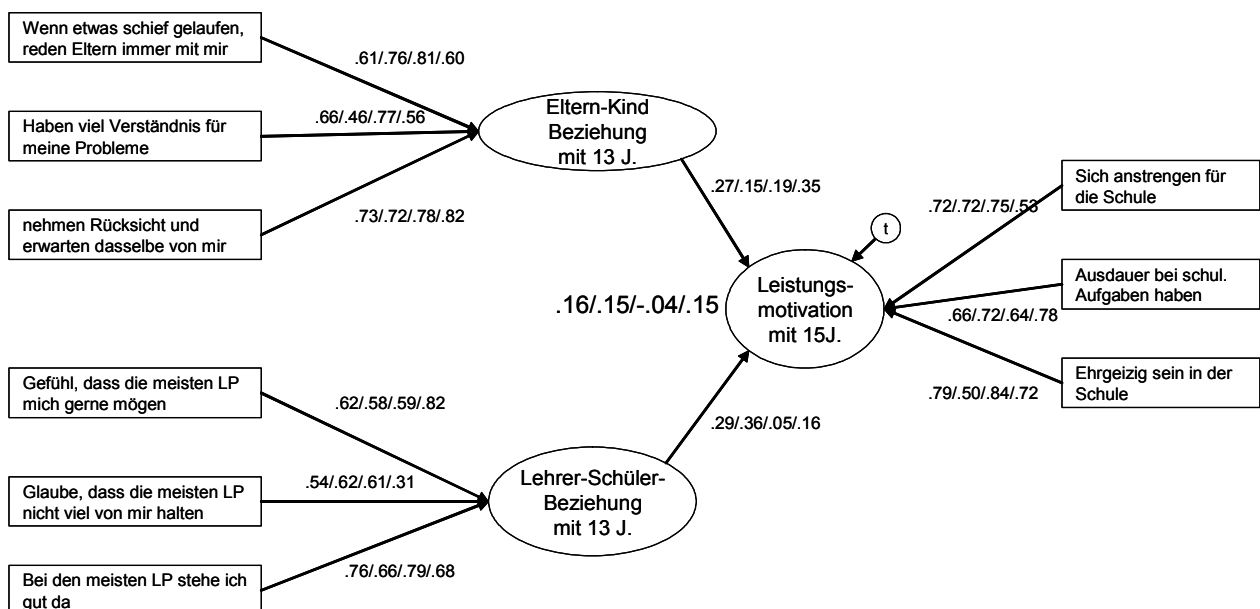 Wenn etwas schief gelaufen,
reden Eltern immer mit mir
.61/.76/.81/.60
Haben viel Verständnis für
meine Probleme
.66/.46/.77/.56
nehmen Rücksicht und
erwarten dasselbe von mir
.73/.72/.78/.82
Eltern-Kind
Beziehung
mit 13 J.
.27/.15/.19/.35
t
Leistungs-
motivation
mit 15J.
.16/.15/-.04/.15
Sich anstrengen für
die Schule
.72/.72/.75/.53
Ausdauer bei schul.
Aufgaben haben
.66/.72/.64/.78
Ehrgeizig sein in der
Schule
.79/.50/.84/.72
Gefühl, dass die meisten LP
mich gerne mögen
.62/.58/.59/.82
Glaube, dass die meisten LP
nicht viel von mir halten
.54/.62/.61/.31
Bei den meisten LP stehe ich
gut da
.76/.66/.79/.68
Lehrer-Schüler-
Beziehung
mit 13 J.
.29/.36/.05/.16